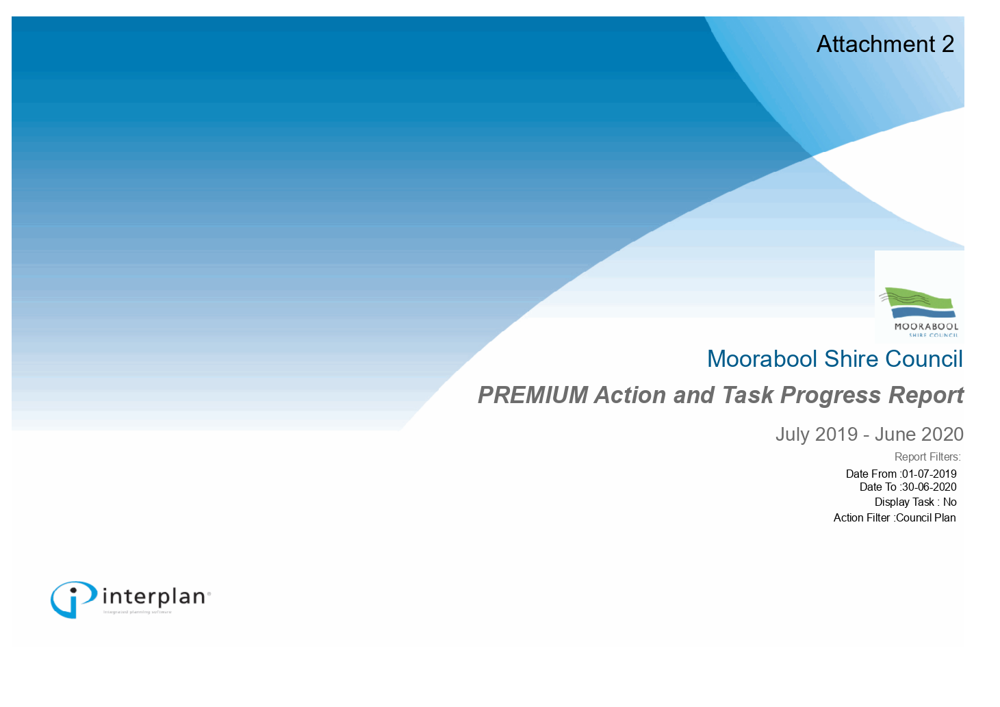 Attachment 2
MOORABOOL
SHIRE COUNCIL
Moorabool Shire Council
PREMIUM Action and Task Progress Report
July 2019 - June 2020
Report Filters:
Date From :01-07-2019
Date To :30-06-2020
Display Task : No
Action Filter :Council Plan
interplan®
integrated planning software